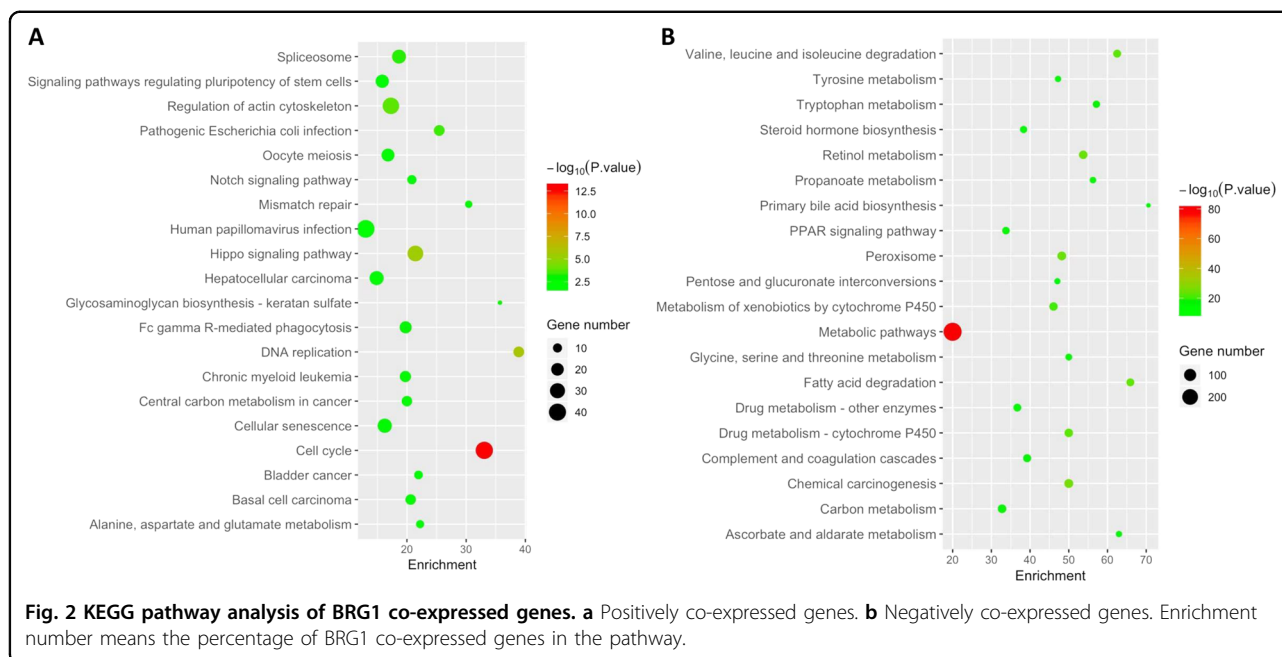 A
Spliceosome
Signaling pathways regulating pluripotency of stem cells
Regulation of actin cytoskeleton
Pathogenic Escherichia coli infection
Oocyte meiosis
Notch signaling pathway
Mismatch repair
Human papillomavirus infection
Hippo signaling pathway
Hepatocellular carcinoma
Glycosaminoglycan biosynthesis - keratan sulfate
Fc gamma R-mediated phagocytosis
DNA replication
Chronic myeloid leukemia
Central carbon metabolism in cancer
Cellular senescence
Cell cycle
Bladder cancer
Basal cell carcinoma
Alanine, aspartate and glutamate metabolism
20 30 40
Enrichment
−log10(P.value)
12.5
10.0
7.5
5.0
2.5
Gene number
10
20
30
40
B
Valine, leucine and isoleucine degradation
Tyrosine metabolism
Tryptophan metabolism
Steroid hormone biosynthesis
Retinol metabolism
Propanoate metabolism
Primary bile acid biosynthesis
PPAR signaling pathway
Peroxisome
Pentose and glucuronate interconversions
Metabolism of xenobiotics by cytochrome P450
Metabolic pathways
Glycine, serine and threonine metabolism
Fatty acid degradation
Drug metabolism - other enzymes
Drug metabolism - cytochrome P450
Complement and coagulation cascades
Chemical carcinogenesis
Carbon metabolism
Ascorbate and aldarate metabolism
20 30 40 50 60 70
Enrichment
−log10(P.value)
80
60
40
20
Gene number
100
200
Fig. 2 KEGG pathway analysis of BRG1 co-expressed genes. a Positively co-expressed genes. b Negatively co-expressed genes. Enrichment
number means the percentage of BRG1 co-expressed genes in the pathway.